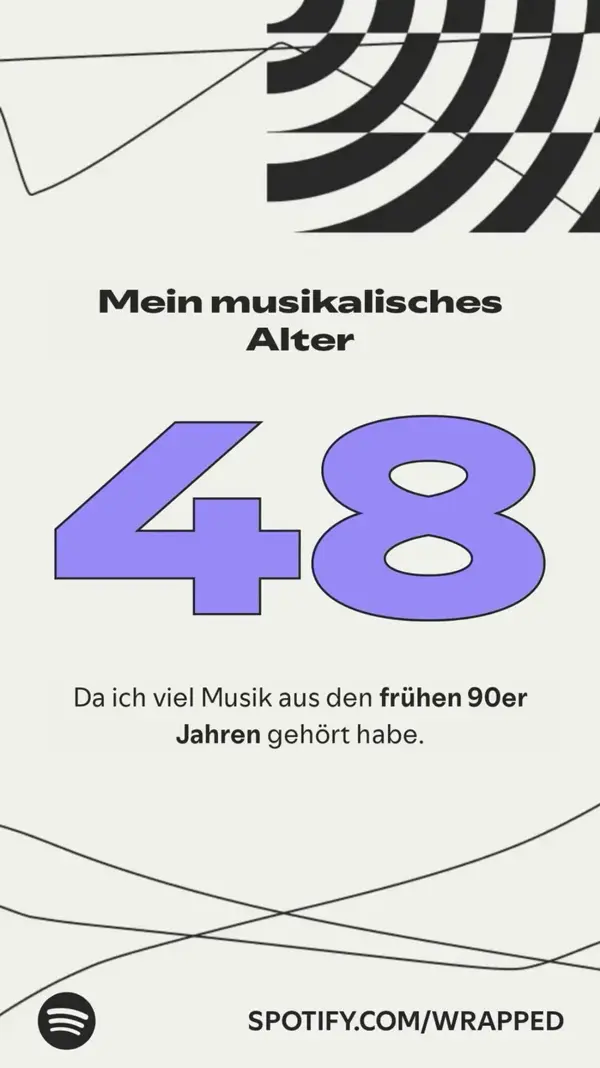 Mein musikalisches
Alter
48
Da ich viel Musik aus den frühen 90er
Jahren gehört habe.
SPOTIFY.COM/WRAPPED